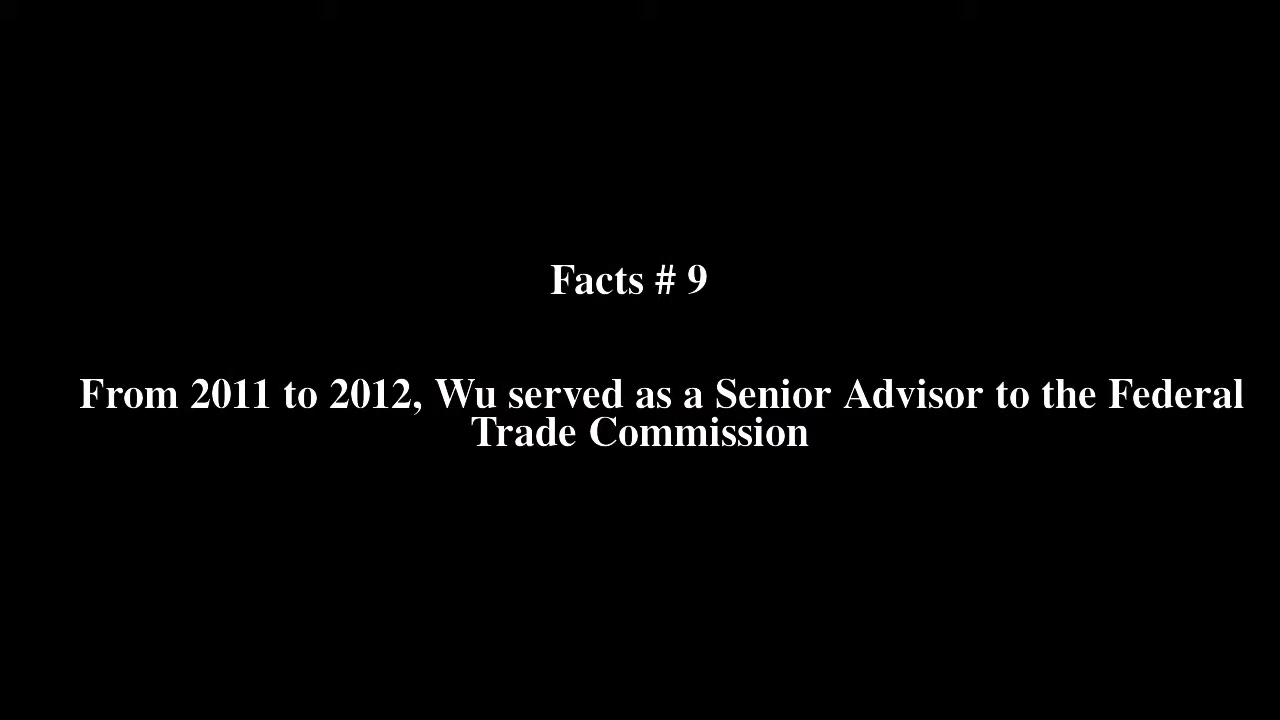 Facts # 9
From 2011 to 2012, Wu served as a Senior Advisor to the Federal
Trade Commission